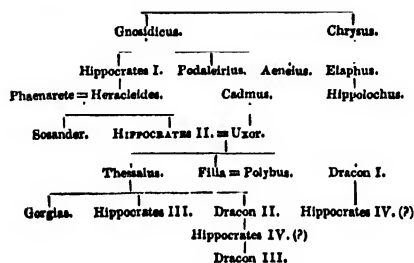 Gnosidicus. Chrysus.
Hippocrates I. Podaleirius. Aeneius. Elaphus.
Phaenarete = Heracleides. Cadmus. Hippolochus.
Sosander. HIPPOCRATES II. = Uxor.
Thessalus. Filia = Polybus. Dracon I.
Gorgias. Hippocrates III. Dracon II. Hippocrates IV. (?)
Hippocrates IV. (?)
Dracon III.